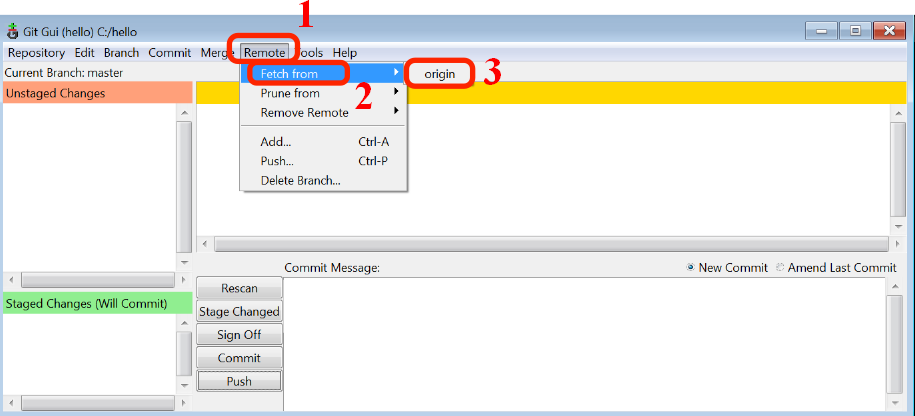 1
Git Gui (hello) C:/hello
Repository Edit Branch Commit Merge Remote Tools Help
Current Branch: master
Fetch from
origin
3
Unstaged Changes
Prune from
2
Remove Remote
Add... Ctrl-A
Push... Ctrl-P
Delete Branch...
Commit Message:
New Commit Amend Last Commit
Rescan
Staged Changes (Will Commit)
Stage Changed
Sign Off
Commit
Push